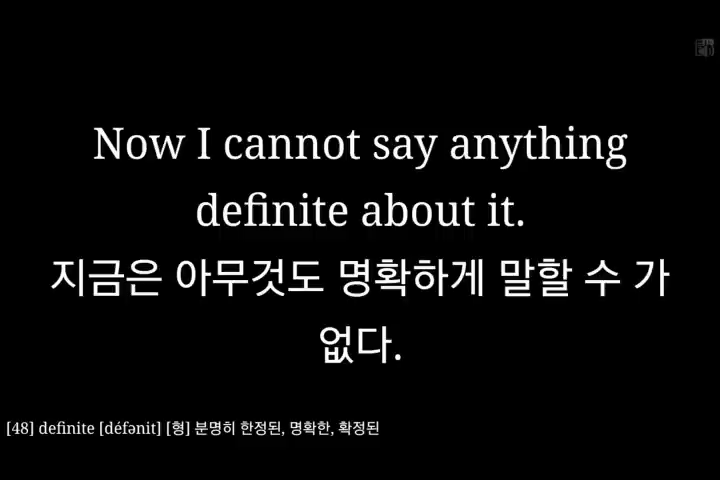 Now I cannot say anything
definite about it.
지금은 아무것도 명확하게 말할 수 가
없다.
[48] definite [défənit] [형] 분명히 한정된, 명확한, 확정된